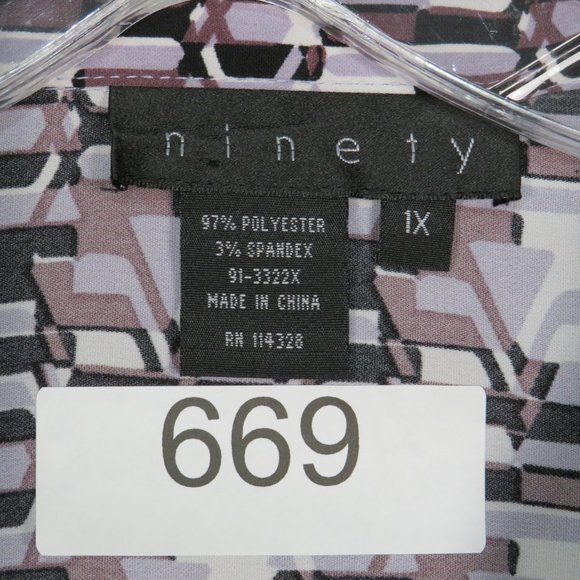 ninety
1X
97% POLYESTER
3% SPANDEX
91-3322X
MADE IN CHINA
RN 114328
669